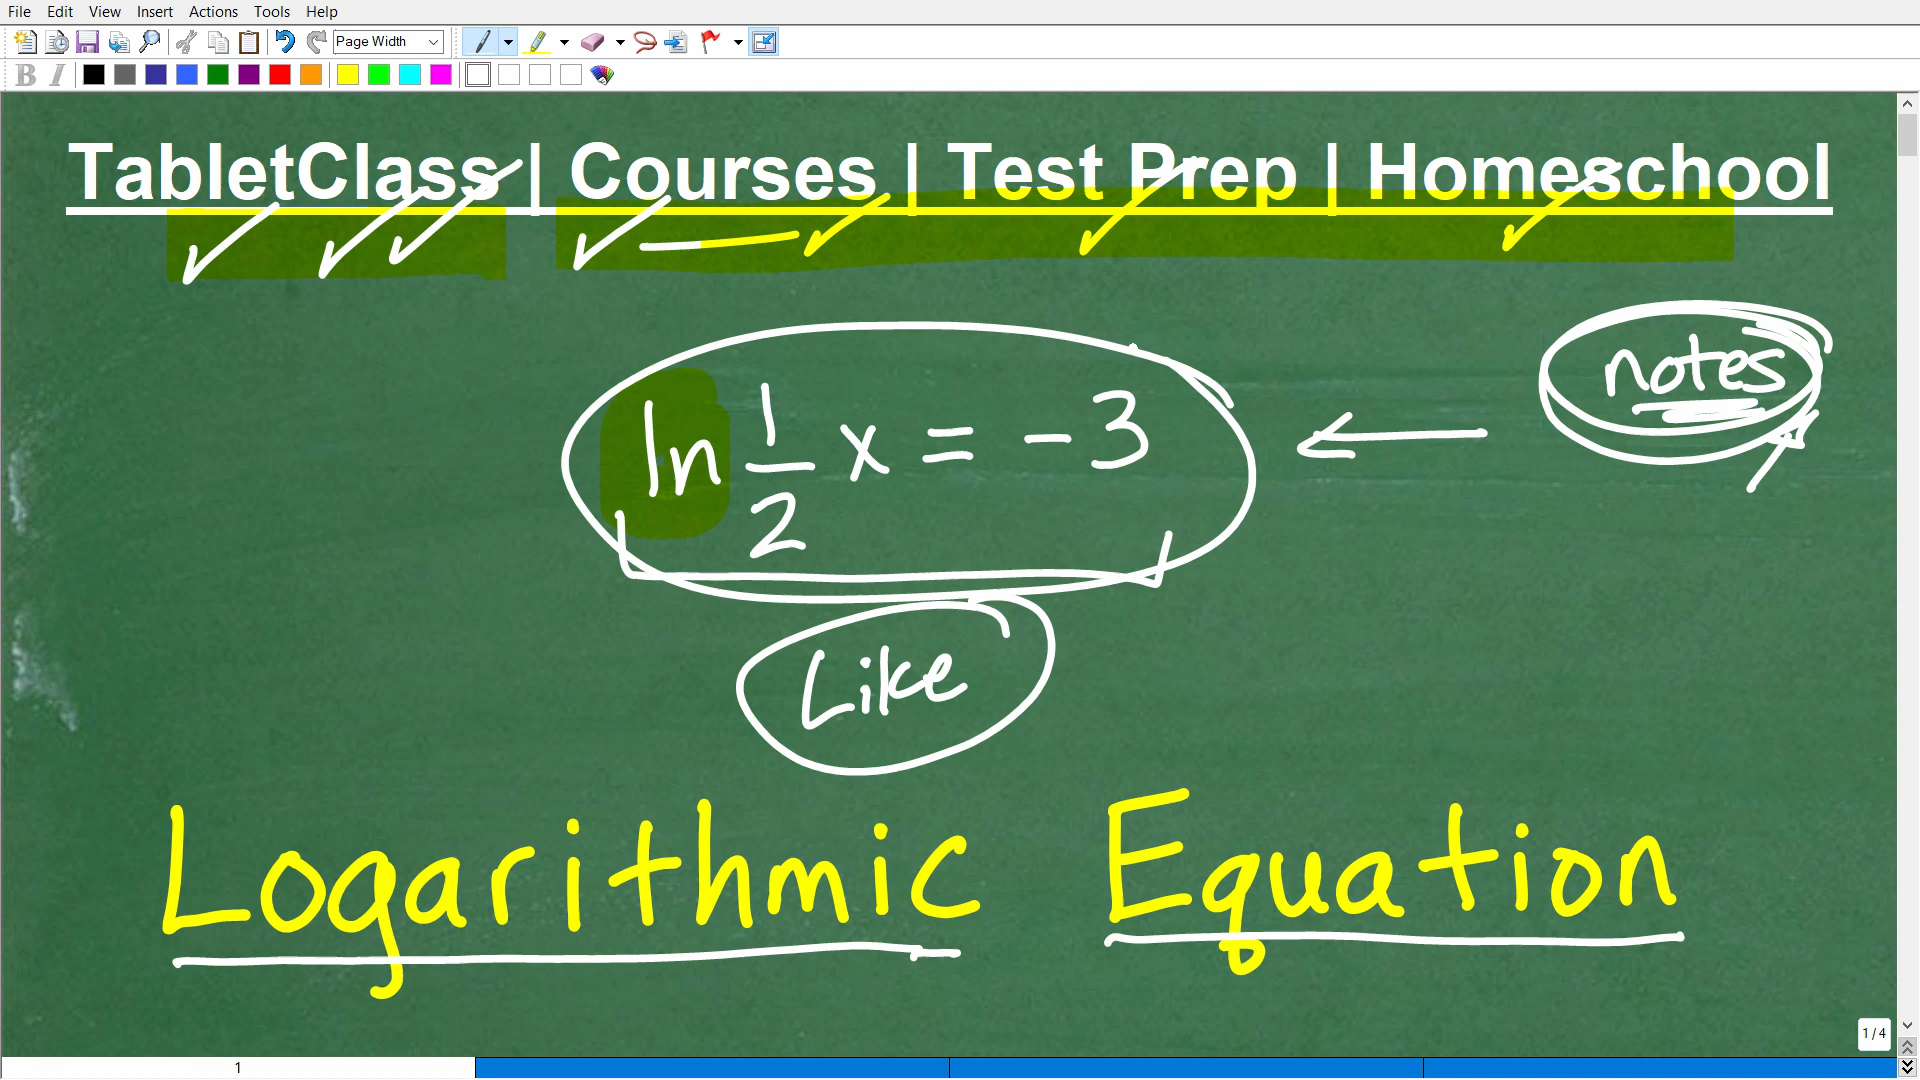 File Edit View Insert Actions Tools Help
Page Width
B I
TabletClass | Courses | Test Prep | Homeschool
notes
ln 1/2 x = -3
Like
Logarithmic Equation
1 / 4
1